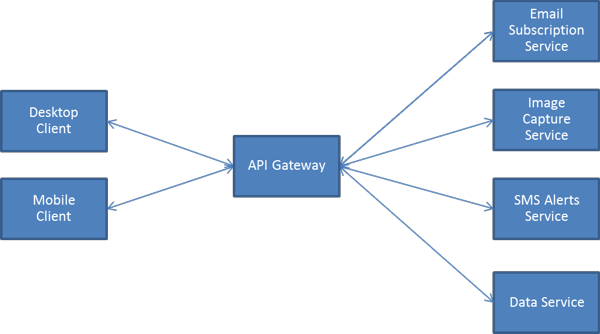 Desktop
Client
Mobile
Client
API Gateway
Email
Subscription
Service
Image
Capture
Service
SMS Alerts
Service
Data Service